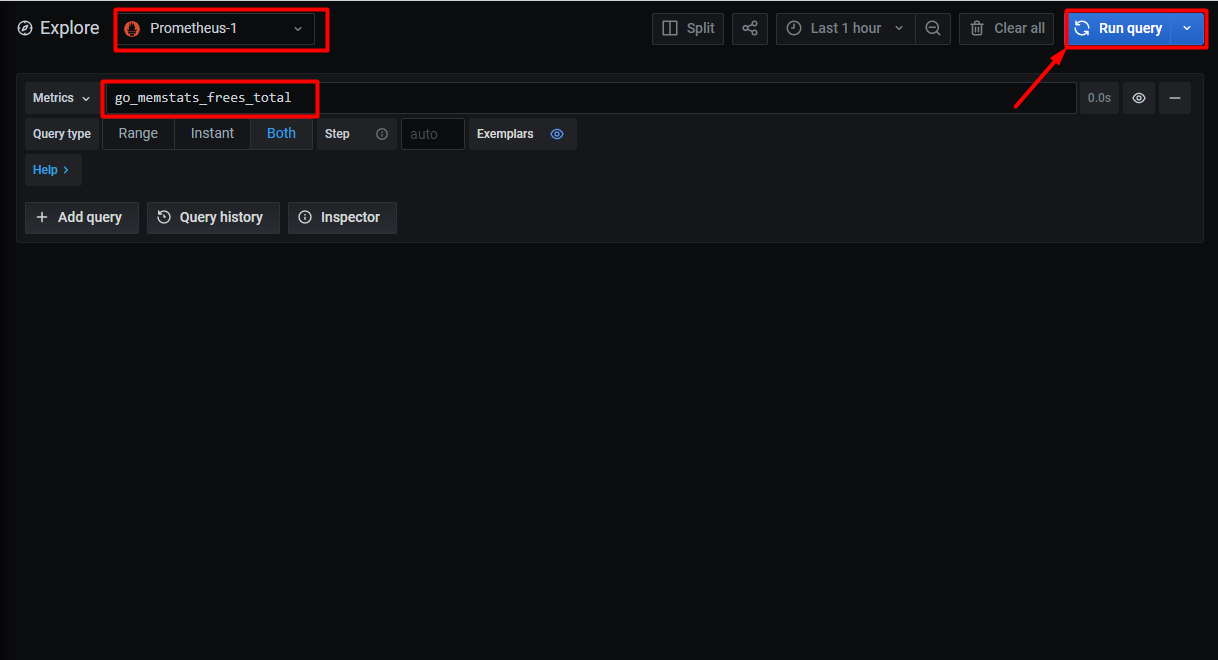 Explore Prometheus-1 Split Last 1 hour Clear all Run query
Metrics go_memstats_frees_total 0.0s
Query type Range Instant Both Step auto Exemplars
Help >
+ Add query Query history Inspector